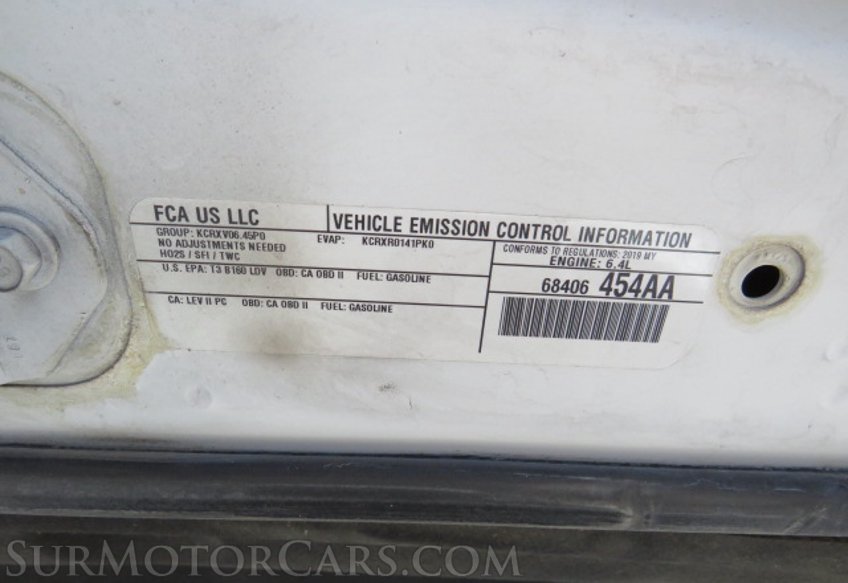 FCA US LLC
VEHICLE EMISSION CONTROL INFORMATION
GROUP: KCRXV06.45P0
EVAP: KCRXR0141PK0
NO ADJUSTMENTS NEEDED
HO2S / SFI / TWC
CONFORMS TO REGULATIONS: 2019 MY
ENGINE: 6.4L
U.S. EPA: T3 B160 LDV OBD: CA OBD II FUEL: GASOLINE
68406 454AA
CA: LEV II PC OBD: CA OBD II FUEL: GASOLINE
SURMOTORCARS.COM